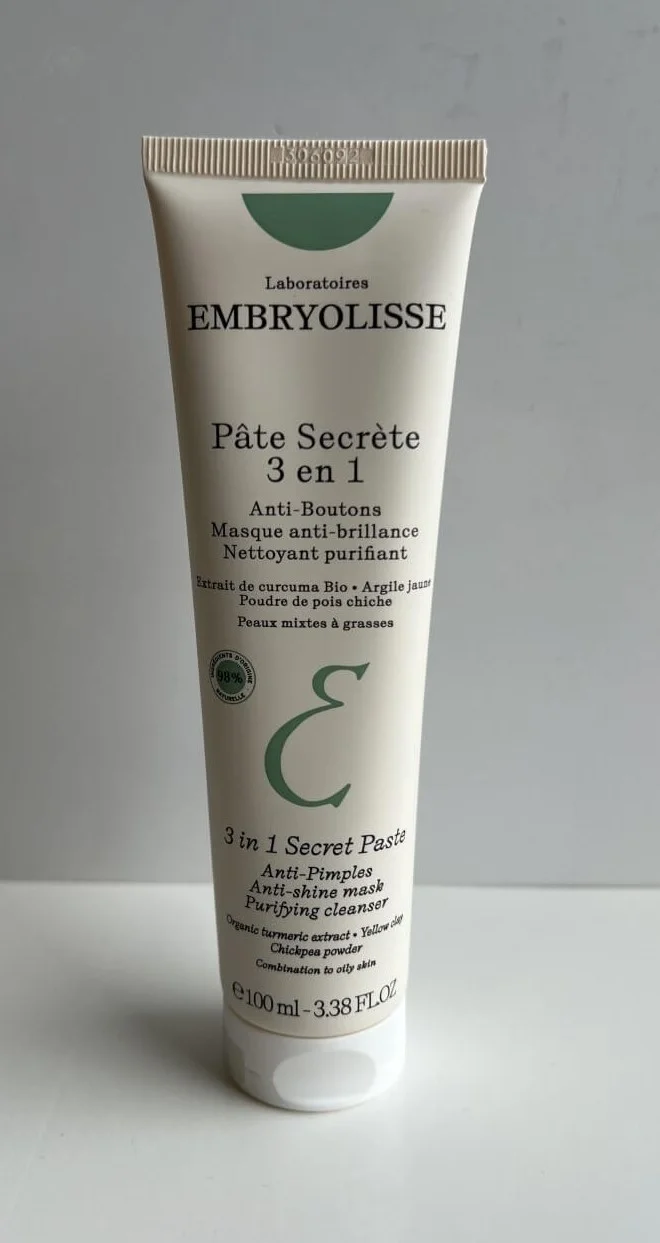 306092
Laboratoires
EMBRYOLISSE
Pâte Secrète
3 en 1
Anti-Boutons
Masque anti-brillance
Nettoyant purifiant
Extrait de curcuma Bio • Argile jaune
Poudre de pois chiche
Peaux mixtes à grasses
INGRÉDIENTS D'ORIGINE
98%
NATURELLE
ε
3 in 1 Secret Paste
Anti-Pimples
Anti-shine mask
Purifying cleanser
Organic turmeric extract • Yellow clay
Chickpea powder
Combination to oily skin
℮100 ml - 3.38 FL.OZ